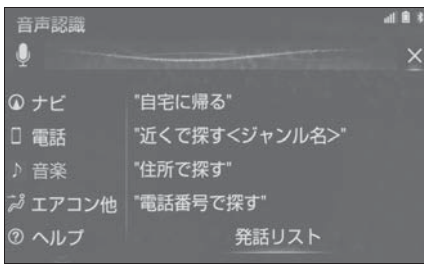 音声認識
ナビ "自宅に帰る"
電話 "近くで探す<ジャンル名>"
音楽 "住所で探す"
エアコン他 "電話番号で探す"
ヘルプ 発話リスト